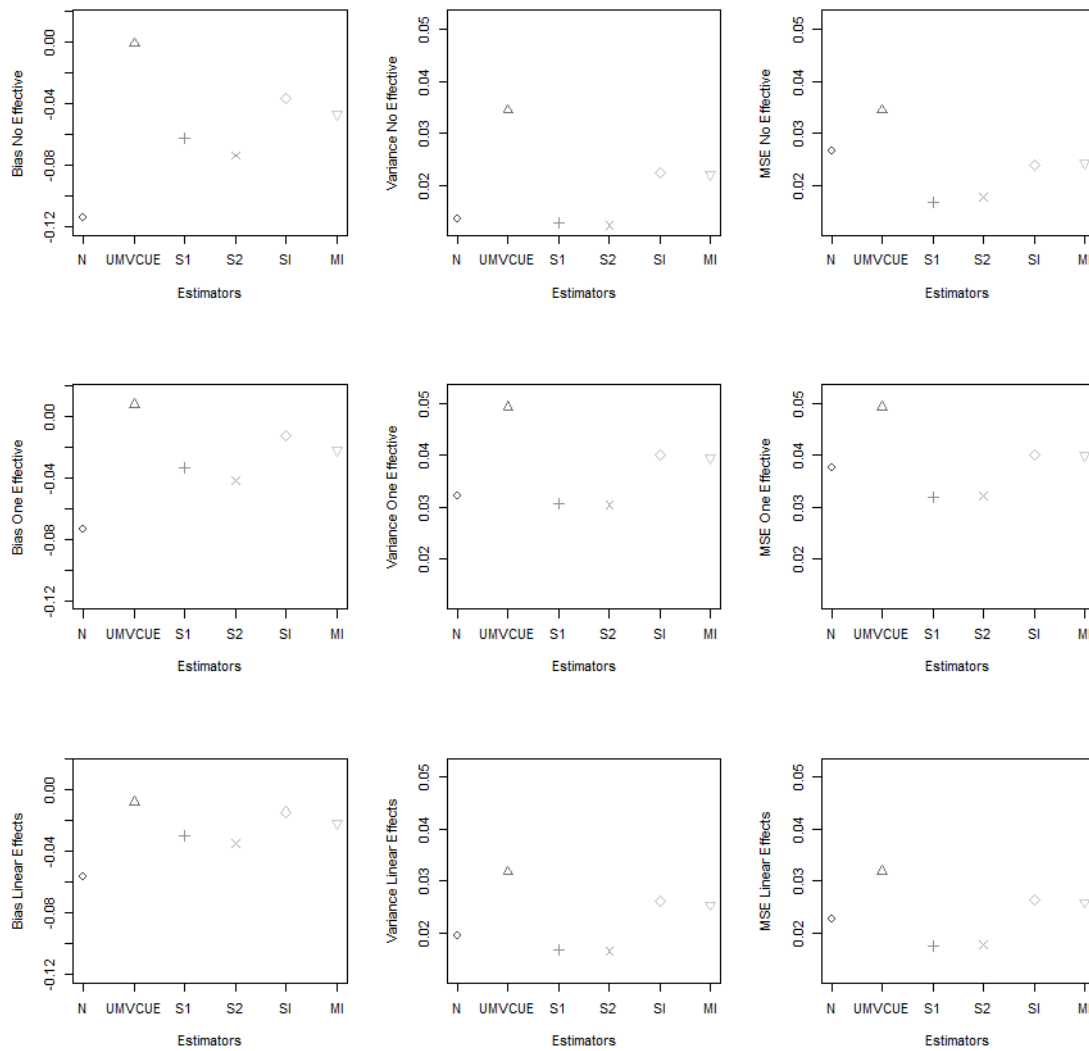 Bias No Effective
0.00
-0.04
-0.08
-0.12
N UMVCUE S1 S2 SI MI
Estimators
Variance No Effective
0.05
0.04
0.03
0.02
N UMVCUE S1 S2 SI MI
Estimators
MSE No Effective
0.05
0.04
0.03
0.02
N UMVCUE S1 S2 SI MI
Estimators
Bias One Effective
0.00
-0.04
-0.08
-0.12
N UMVCUE S1 S2 SI MI
Estimators
Variance One Effective
0.05
0.04
0.03
0.02
N UMVCUE S1 S2 SI MI
Estimators
MSE One Effective
0.05
0.04
0.03
0.02
N UMVCUE S1 S2 SI MI
Estimators
Bias Linear Effects
0.00
-0.04
-0.08
-0.12
N UMVCUE S1 S2 SI MI
Estimators
Variance Linear Effects
0.05
0.04
0.03
0.02
N UMVCUE S1 S2 SI MI
Estimators
MSE Linear Effects
0.05
0.04
0.03
0.02
N UMVCUE S1 S2 SI MI
Estimators